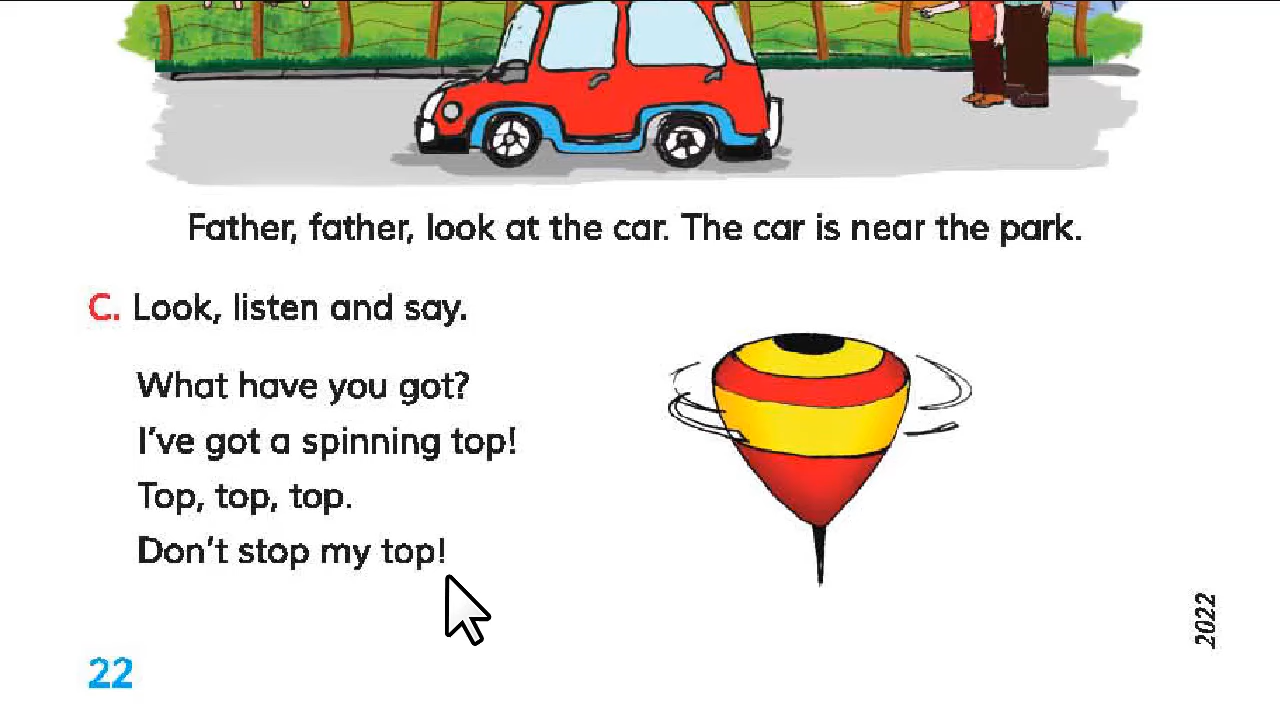 Father, father, look at the car. The car is near the park.
C. Look, listen and say.
What have you got?
I've got a spinning top!
Top, top, top.
Don't stop my top!
22
2022